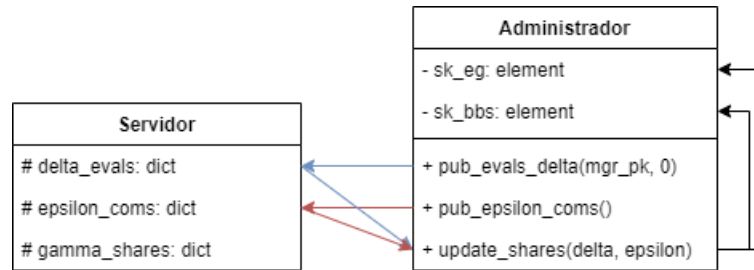 Administrador
- sk_eg: element
- sk_bbs: element
+ pub_evals_delta(mgr_pk, 0)
+ pub_epsilon_coms()
+ update_shares(delta, epsilon)
Servidor
# delta_evals: dict
# epsilon_coms: dict
# gamma_shares: dict